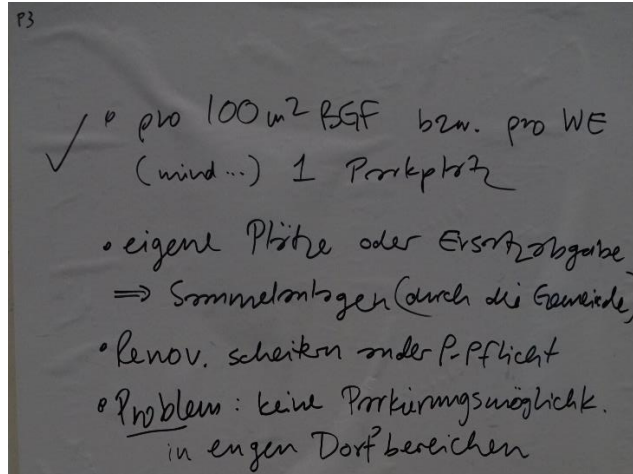 P3
• pro 100 m² BGF bzw. pro WE
(mind...) 1 Parkplatz
• eigene Plätze oder Ersatzabgabe
⇒ Sammelanlagen (durch die Gemeinde)
• Renov. scheitern an der P-Pflicht
• Problem: keine Parkierungsmöglichk.
in engen Dorfbereichen